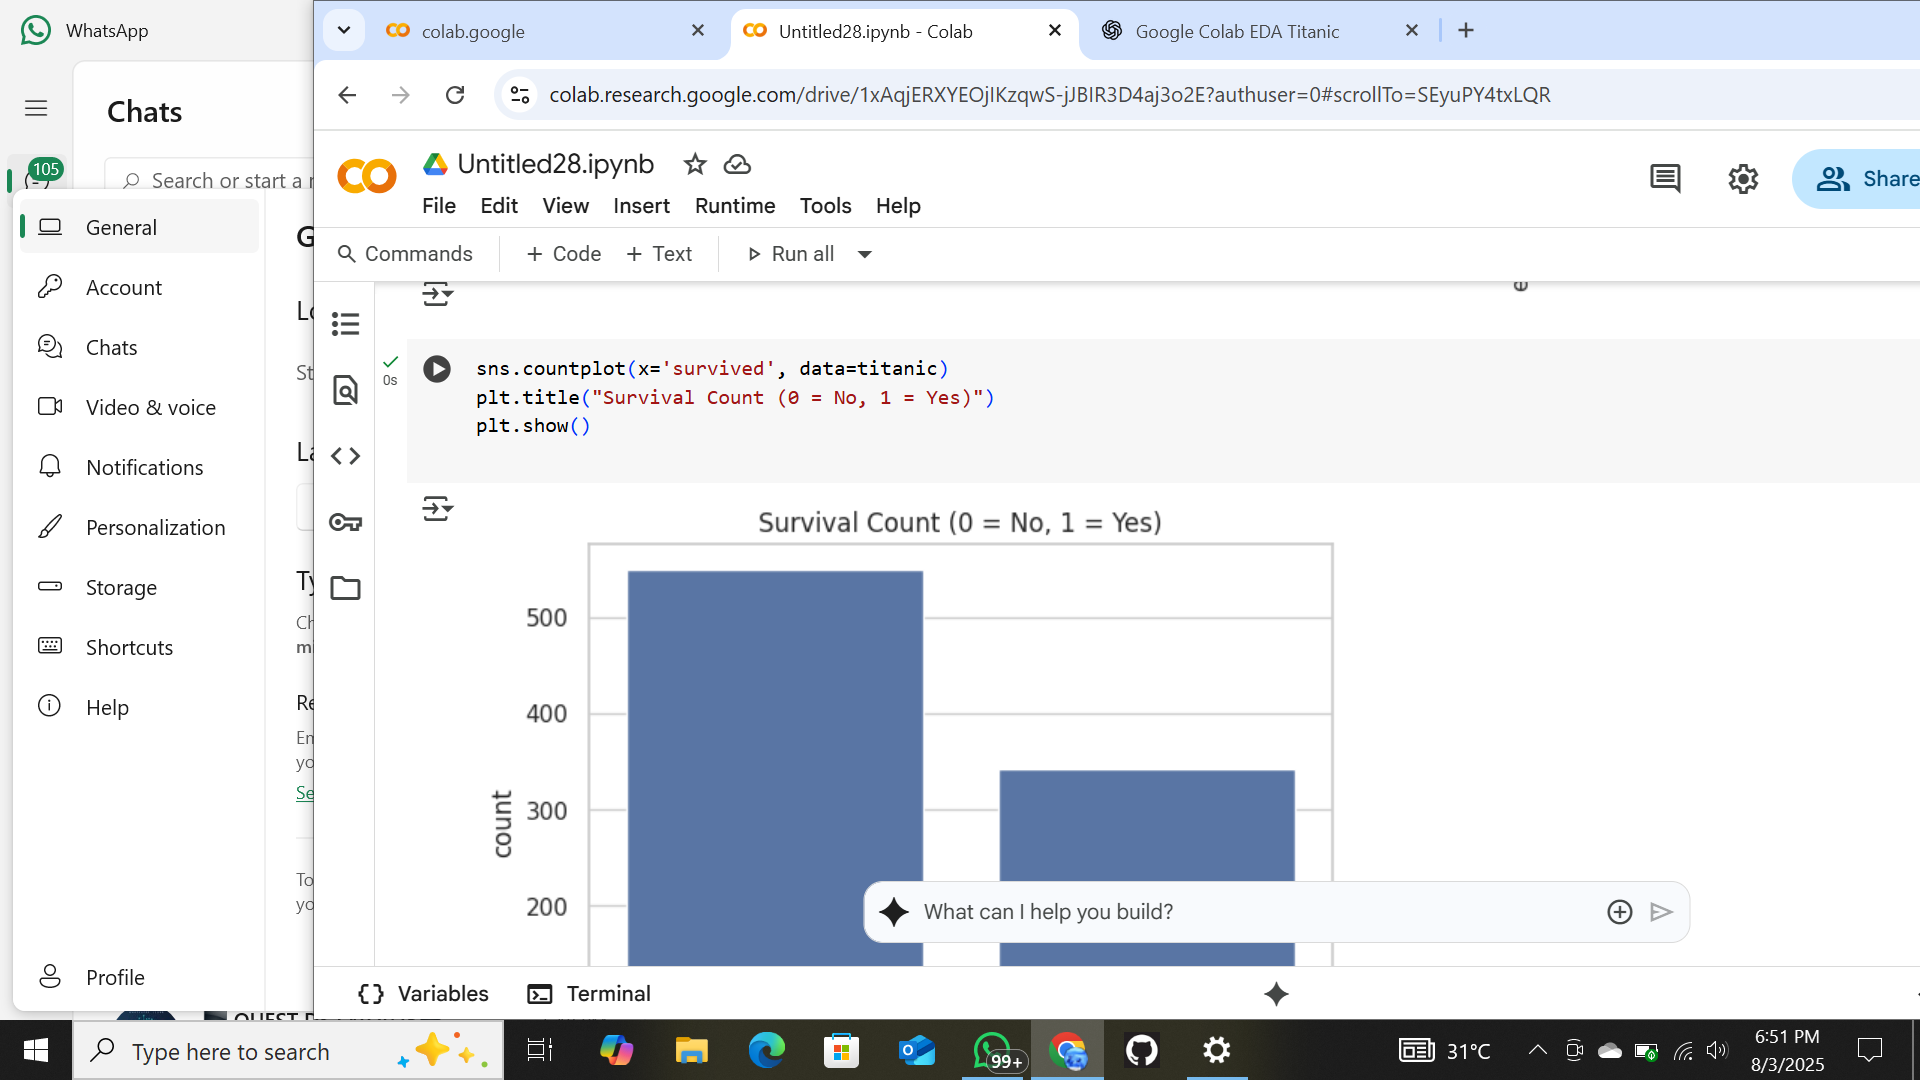 WhatsApp
Chats
105
Search or start a
General
Account
Chats
Video & voice
Notifications
Personalization
Storage
Shortcuts
Help
Profile
G
St
Ty
Ch
Re
En
yo
Se
To
yo
colab.google
Untitled28.ipynb - Colab
Google Colab EDA Titanic
colab.research.google.com/drive/1xAqjERXYEOjIKzqwS-jJBIR3D4aj3o2E?authuser=0#scrollTo=SEyuPY4txLQR
Untitled28.ipynb
Share
File Edit View Insert Runtime Tools Help
Commands + Code + Text Run all
0s
sns.countplot(x='survived', data=titanic)
plt.title("Survival Count (0 = No, 1 = Yes)")
plt.show()
Survival Count (0 = No, 1 = Yes)
500
400
300
200
count
What can I help you build?
Variables Terminal
Type here to search
99+
31°C
6:51 PM
8/3/2025